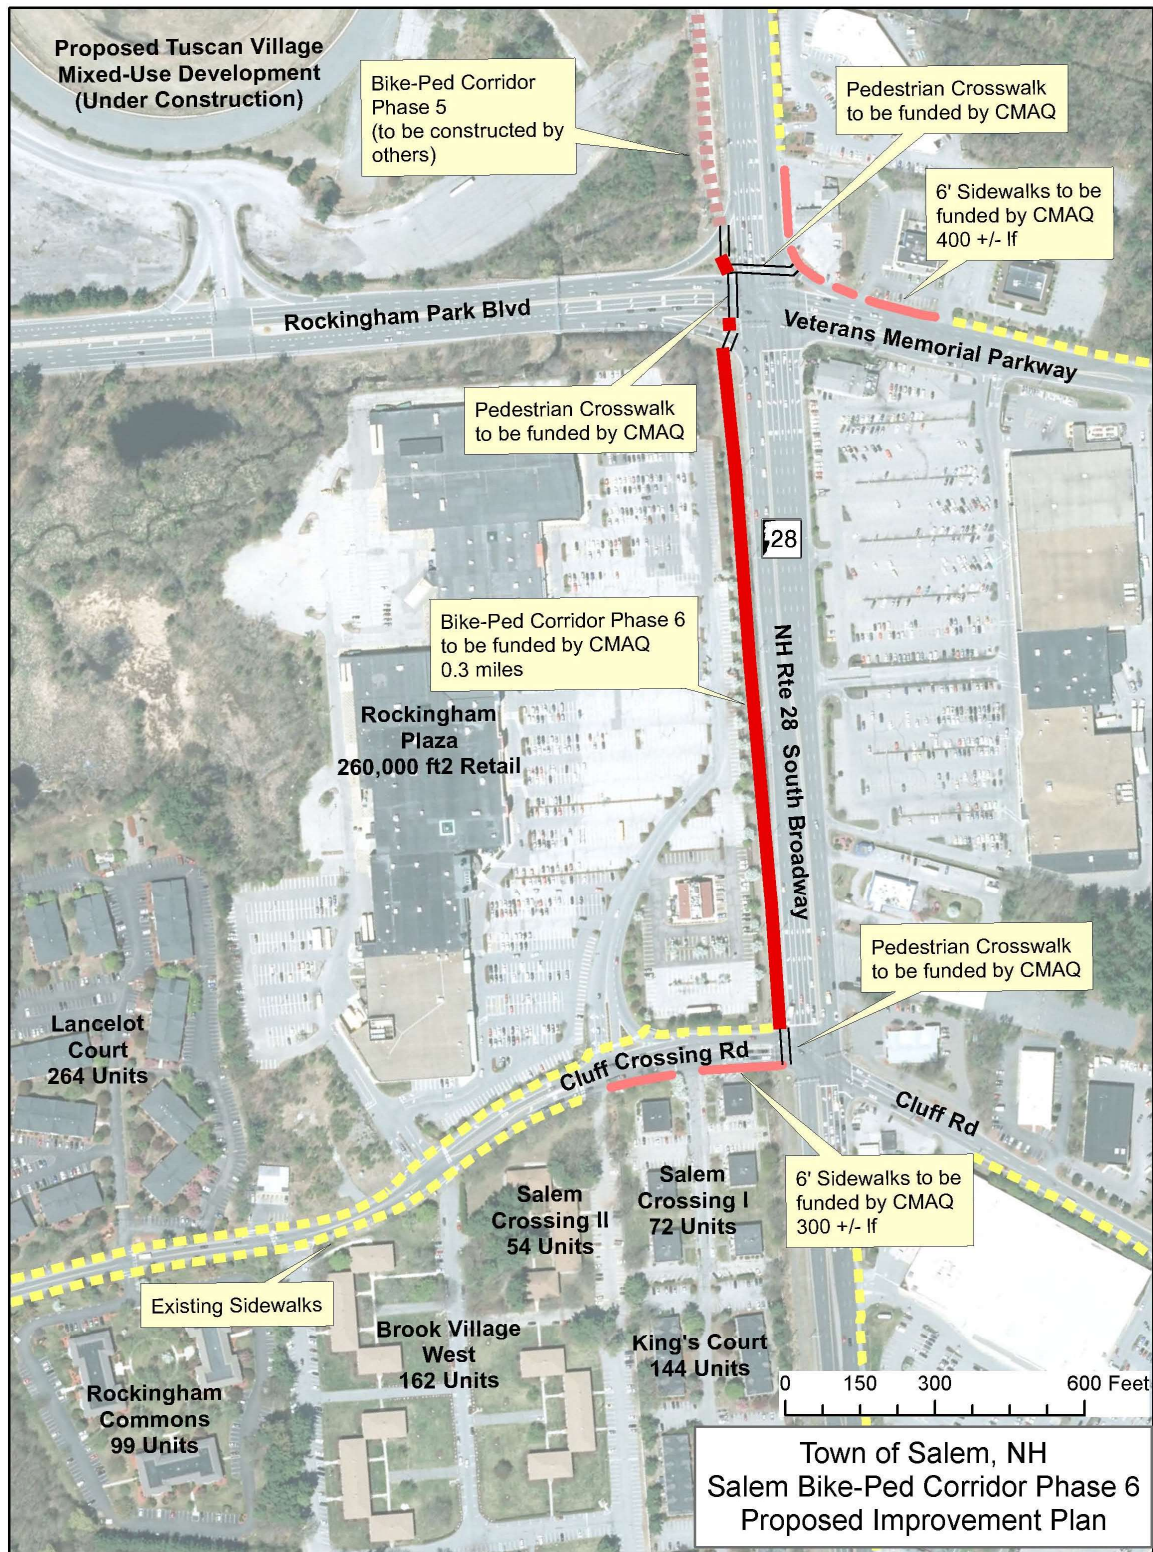 Proposed Tuscan Village
Mixed-Use Development
(Under Construction)
Bike-Ped Corridor
Phase 5
(to be constructed by
others)
Pedestrian Crosswalk
to be funded by CMAQ
6' Sidewalks to be
funded by CMAQ
400 +/- lf
Rockingham Park Blvd
Veterans Memorial Parkway
Pedestrian Crosswalk
to be funded by CMAQ
28
Bike-Ped Corridor Phase 6
to be funded by CMAQ
0.3 miles
NH Rte 28 South Broadway
Rockingham
Plaza
260,000 ft2 Retail
Pedestrian Crosswalk
to be funded by CMAQ
Lancelot
Court
264 Units
Cluff Crossing Rd
Cluff Rd
6' Sidewalks to be
funded by CMAQ
300 +/- lf
Salem
Crossing I
72 Units
Salem
Crossing II
54 Units
Existing Sidewalks
Brook Village
West
162 Units
King's Court
144 Units
Rockingham
Commons
99 Units
0 150 300 600 Feet
Town of Salem, NH
Salem Bike-Ped Corridor Phase 6
Proposed Improvement Plan